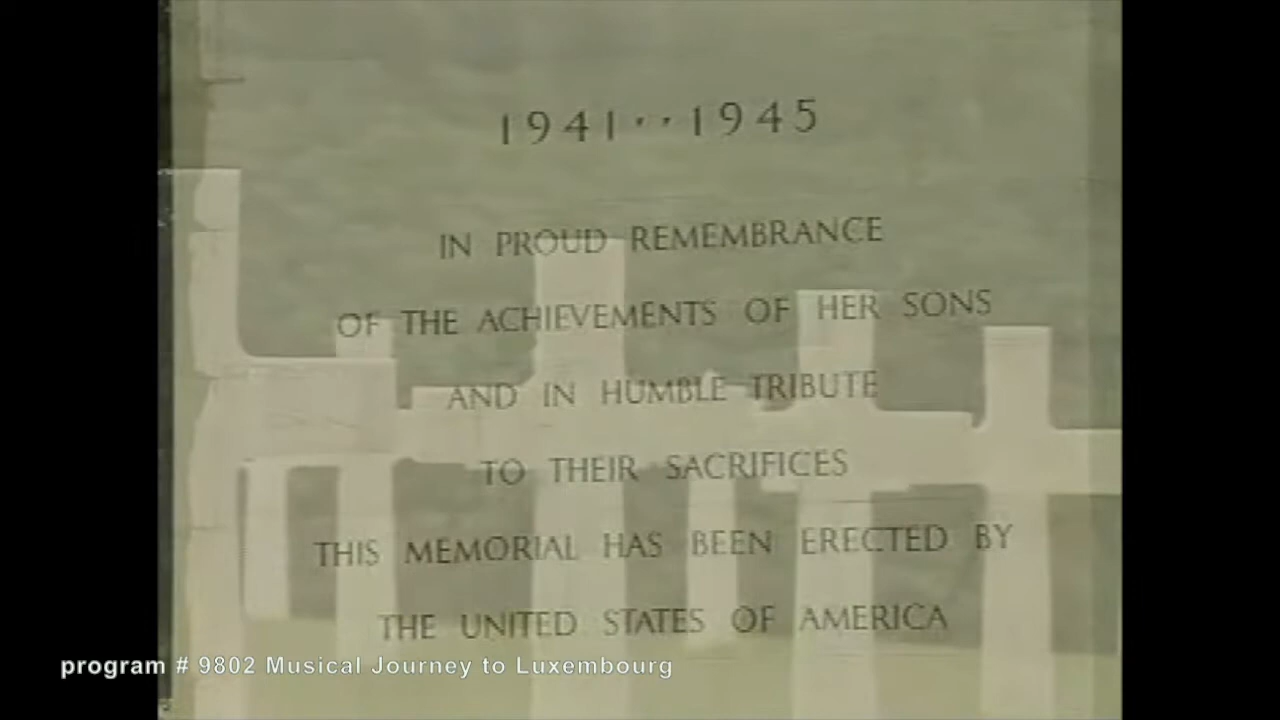 1941··1945
IN PROUD REMEMBRANCE
OF THE ACHIEVEMENTS OF HER SONS
AND IN HUMBLE TRIBUTE
TO THEIR SACRIFICES
THIS MEMORIAL HAS BEEN ERECTED BY
THE UNITED STATES OF AMERICA
program # 9802 Musical Journey to Luxembourg